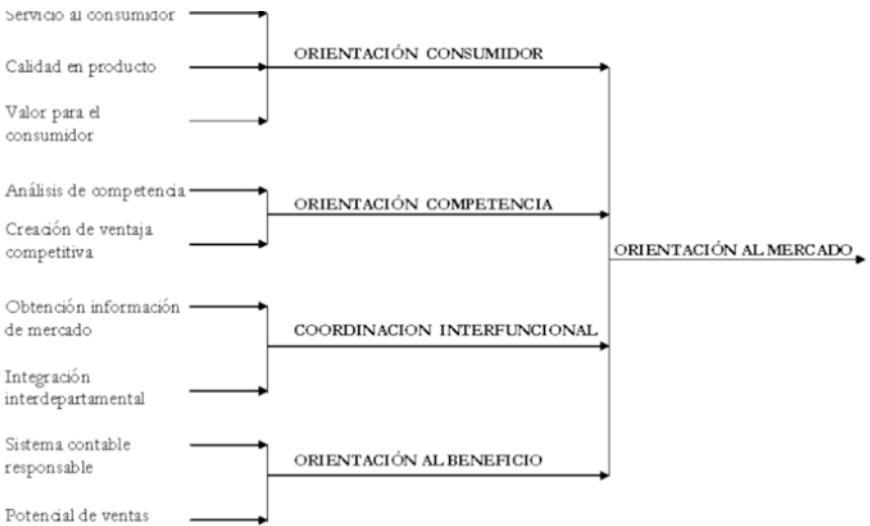 Servicio al consumidor
ORIENTACIÓN CONSUMIDOR
Calidad en producto
Valor para el
consumidor
Análisis de competencia
ORIENTACIÓN COMPETENCIA
Creación de ventaja
competitiva
ORIENTACIÓN AL MERCADO
Obtención información
de mercado
COORDINACION INTERFUNCIONAL
Integración
interdepartamental
Sistema contable
responsable
ORIENTACIÓN AL BENEFICIO
Potencial de ventas